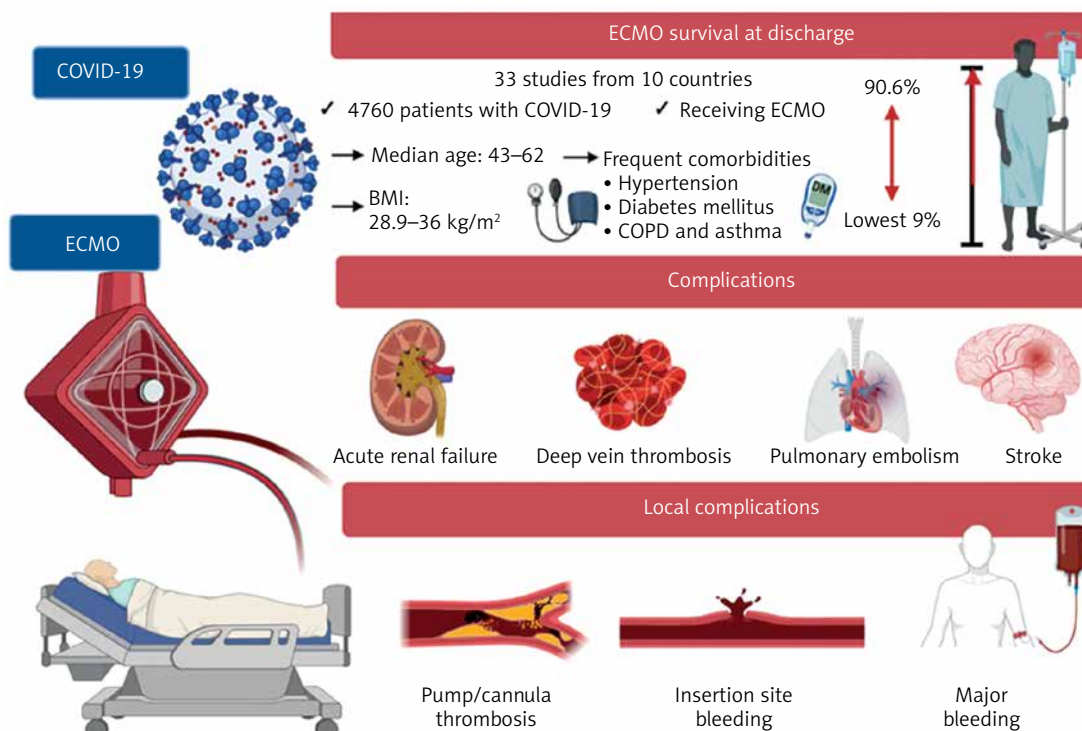 COVID-19
ECMO
ECMO survival at discharge
33 studies from 10 countries
✓ 4760 patients with COVID-19 ✓ Receiving ECMO
Median age: 43–62
BMI:
28.9–36 kg/m²
Frequent comorbidities
• Hypertension
• Diabetes mellitus
• COPD and asthma
DM
90.6%
Lowest 9%
Complications
Acute renal failure
Deep vein thrombosis
Pulmonary embolism
Stroke
Local complications
Pump/cannula
thrombosis
Insertion site
bleeding
Major
bleeding